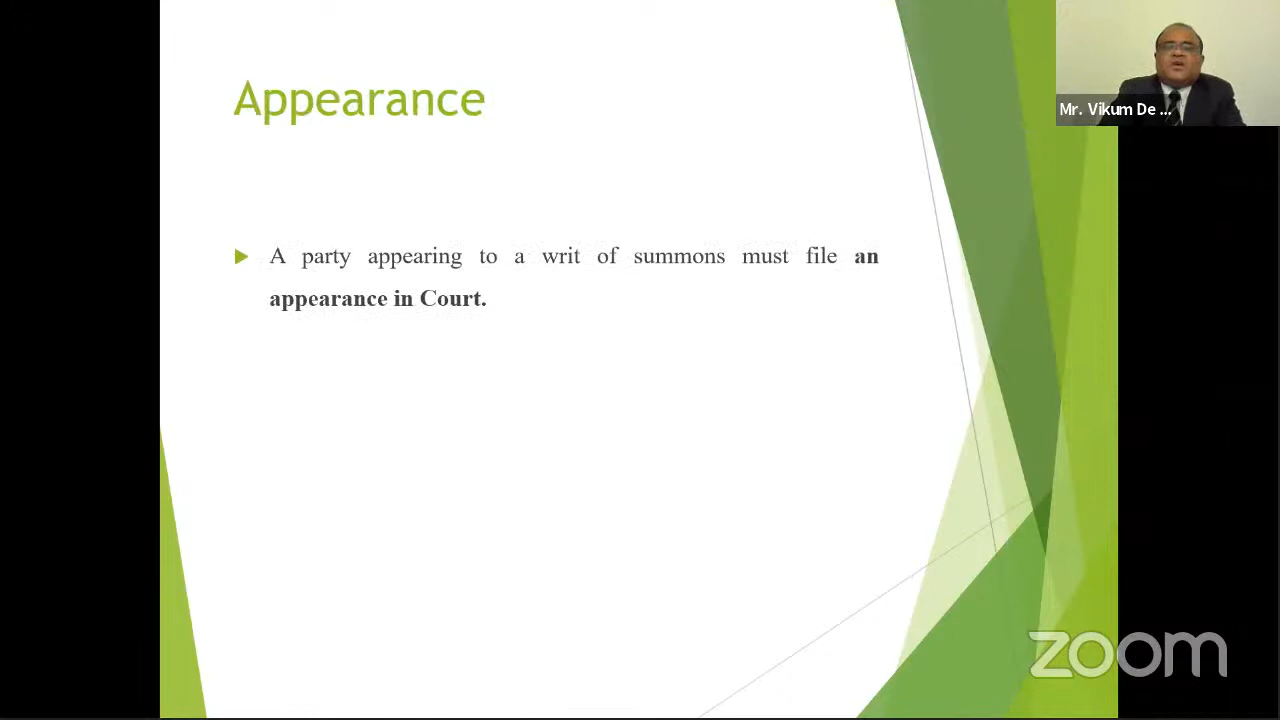 Appearance
A party appearing to a writ of summons must file an
appearance in Court.
Mr. Vikum De ...
zoom